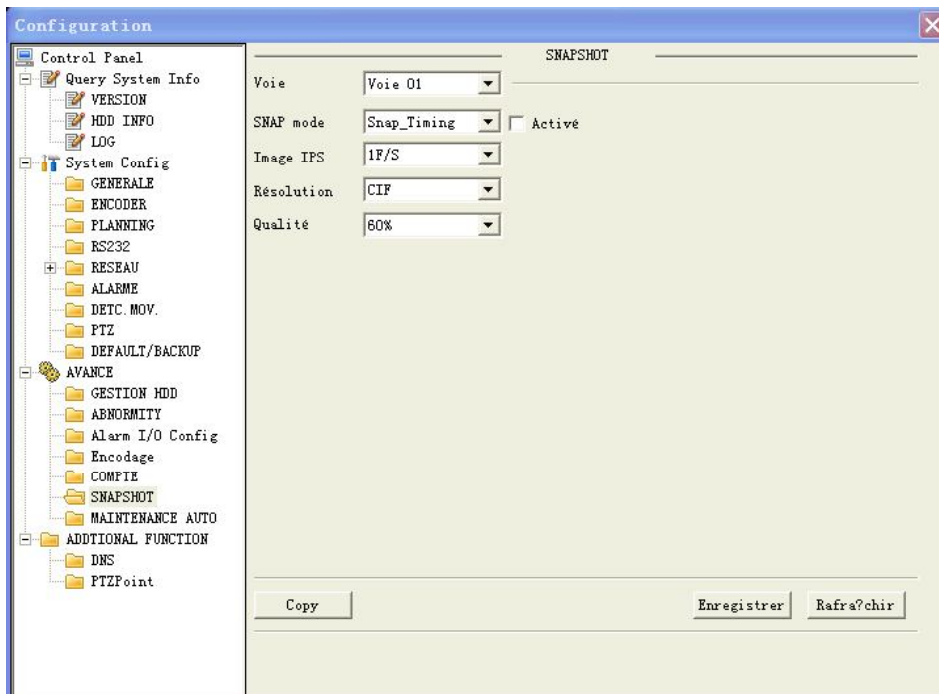 Configuration
Control Panel
Query System Info
VERSION
HDD INFO
LOG
System Config
GENERALE
ENCODER
PLANNING
RS232
RESEAU
ALARME
DETC.MOV.
PTZ
DEFAULT/BACKUP
AVANCE
GESTION HDD
ABNORMITY
Alarm I/O Config
Encodage
COMPTE
SNAPSHOT
MAINTENANCE AUTO
ADDTIONAL FUNCTION
DNS
PTZPoint
SNAPSHOT
Voie Voie 01
SNAP mode Snap_Timing Activé
Image IPS 1F/S
Résolution CIF
Qualité 60%
Copy Enregistrer Rafra?chir